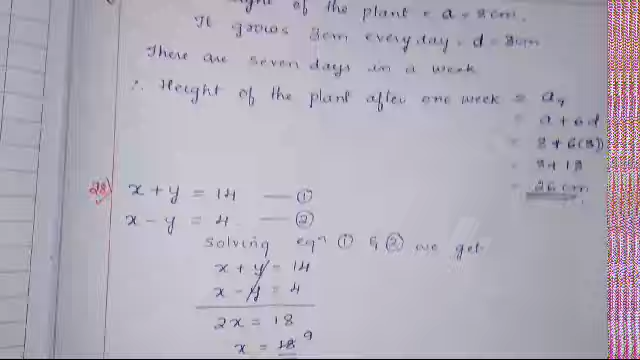 height of the plant = a = 8cm.
It grows 3cm everyday. d = 3cm
There are seven days in a week
∴ Height of the plant after one week = a₇
= a + 6d
= 8 + 6(3)
= 8 + 18
= 26 cm.
28) x + y = 14 —— ①
x - y = 4. —— ②
Solving eqⁿ ① & ② we get
x + y = 14
x - y = 4
2x = 18
x = 18 9